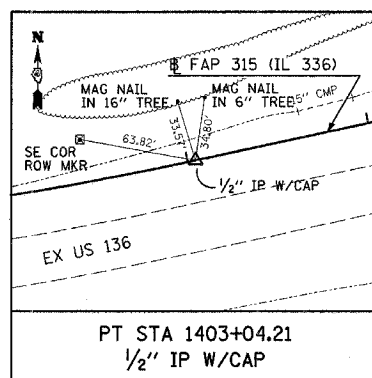 N
MAG NAIL
IN 16" TREE
℄ FAP 315 (IL 336)
MAG NAIL
IN 6" TREE
5" CMP
63.82'
33.57'
34.80'
SE COR
ROW MKR
1/2" IP W/CAP
EX US 136
PT STA 1403+04.21
1/2" IP W/CAP